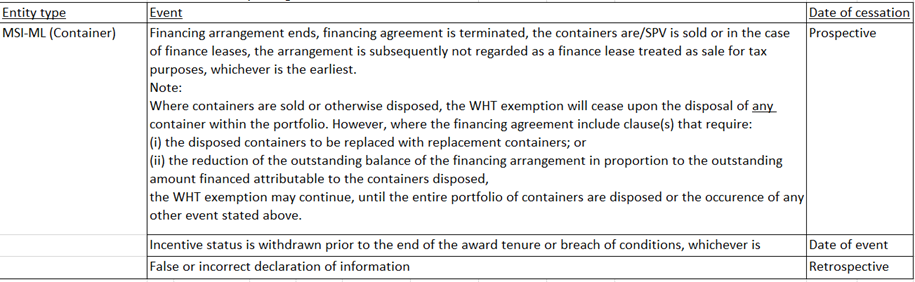 Entity type Event Date of cessation
MSI-ML (Container) Financing arrangement ends, financing agreement is terminated, the containers are/SPV is sold or in the case Prospective
of finance leases, the arrangement is subsequently not regarded as a finance lease treated as sale for tax
purposes, whichever is the earliest.
Note:
Where containers are sold or otherwise disposed, the WHT exemption will cease upon the disposal of any
container within the portfolio. However, where the financing agreement include clause(s) that require:
(i) the disposed containers to be replaced with replacement containers; or
(ii) the reduction of the outstanding balance of the financing arrangement in proportion to the outstanding
amount financed attributable to the containers disposed,
the WHT exemption may continue, until the entire portfolio of containers are disposed or the occurence of any
other event stated above.
Incentive status is withdrawn prior to the end of the award tenure or breach of conditions, whichever is Date of event
False or incorrect declaration of information Retrospective